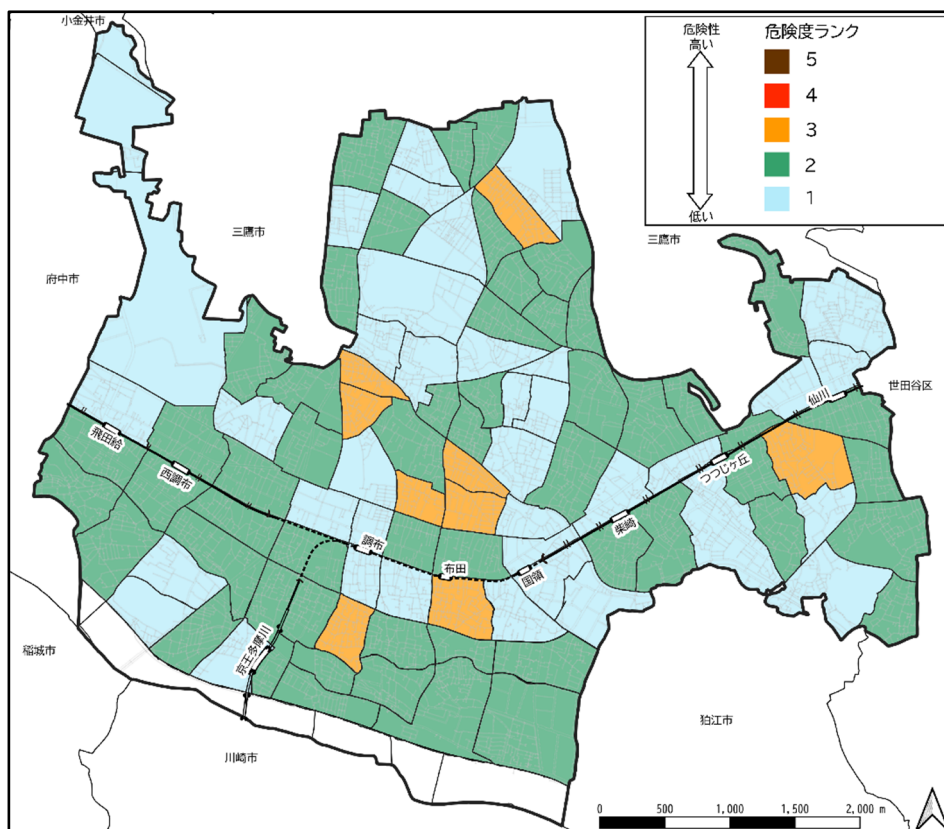 小金井市
危険性
高い
危険度ランク
5
4
3
2
1
低い
三鷹市
三鷹市
府中市
世田谷区
仙川
つつじヶ丘
柴崎
国領
布田
調布
西調布
飛田給
京王多摩川
稲城市
狛江市
川崎市
0 500 1,000 1,500 2,000 m